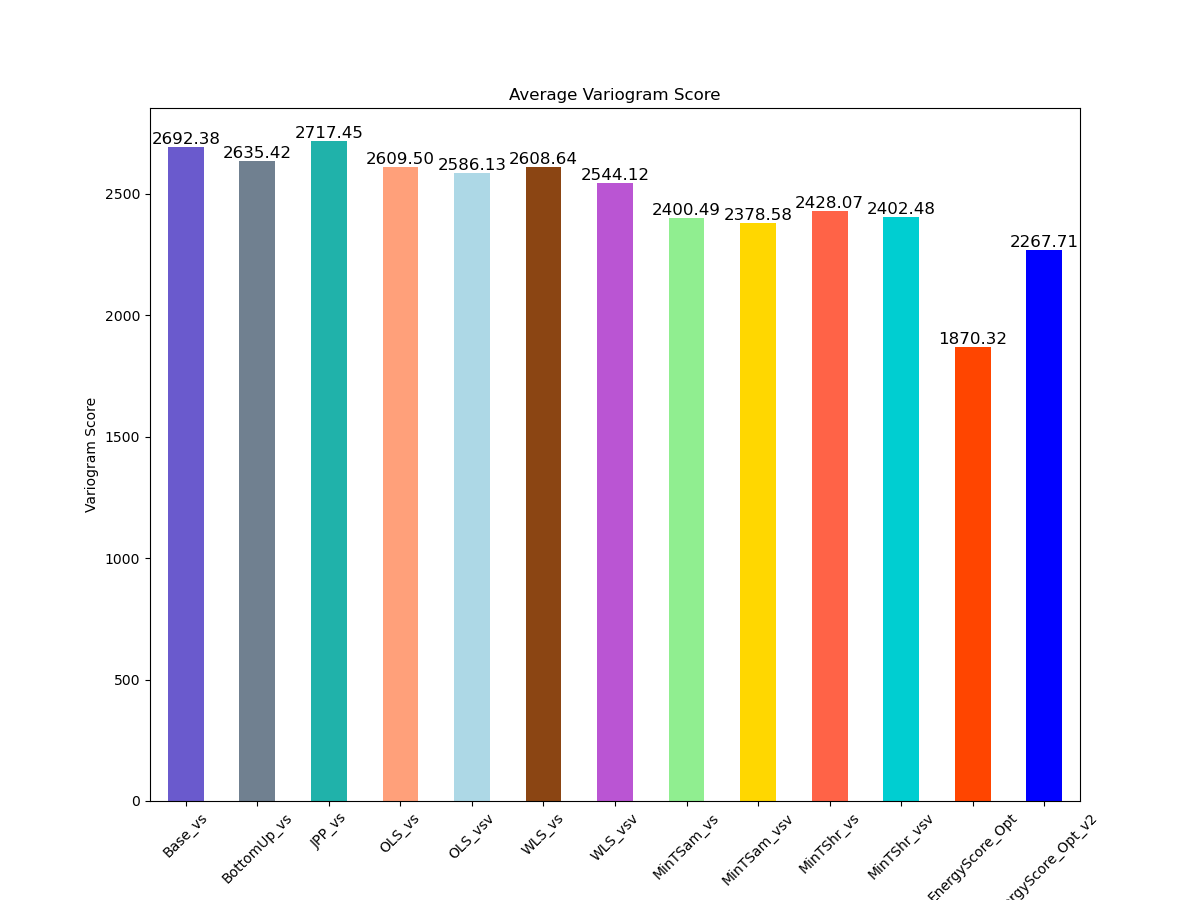 Average Variogram Score
2692.38
2635.42
2717.45
2609.50
2586.13
2608.64
2544.12
2400.49
2378.58
2428.07
2402.48
1870.32
2267.71
Variogram Score
2500
2000
1500
1000
500
0
Base_vs
BottomUp_vs
JPP_vs
OLS_vs
OLS_vsv
WLS_vs
WLS_vsv
MinTSam_vs
MinTSam_vsv
MinTShr_vs
MinTShr_vsv
EnergyScore_Opt
rgyScore_Opt_v2